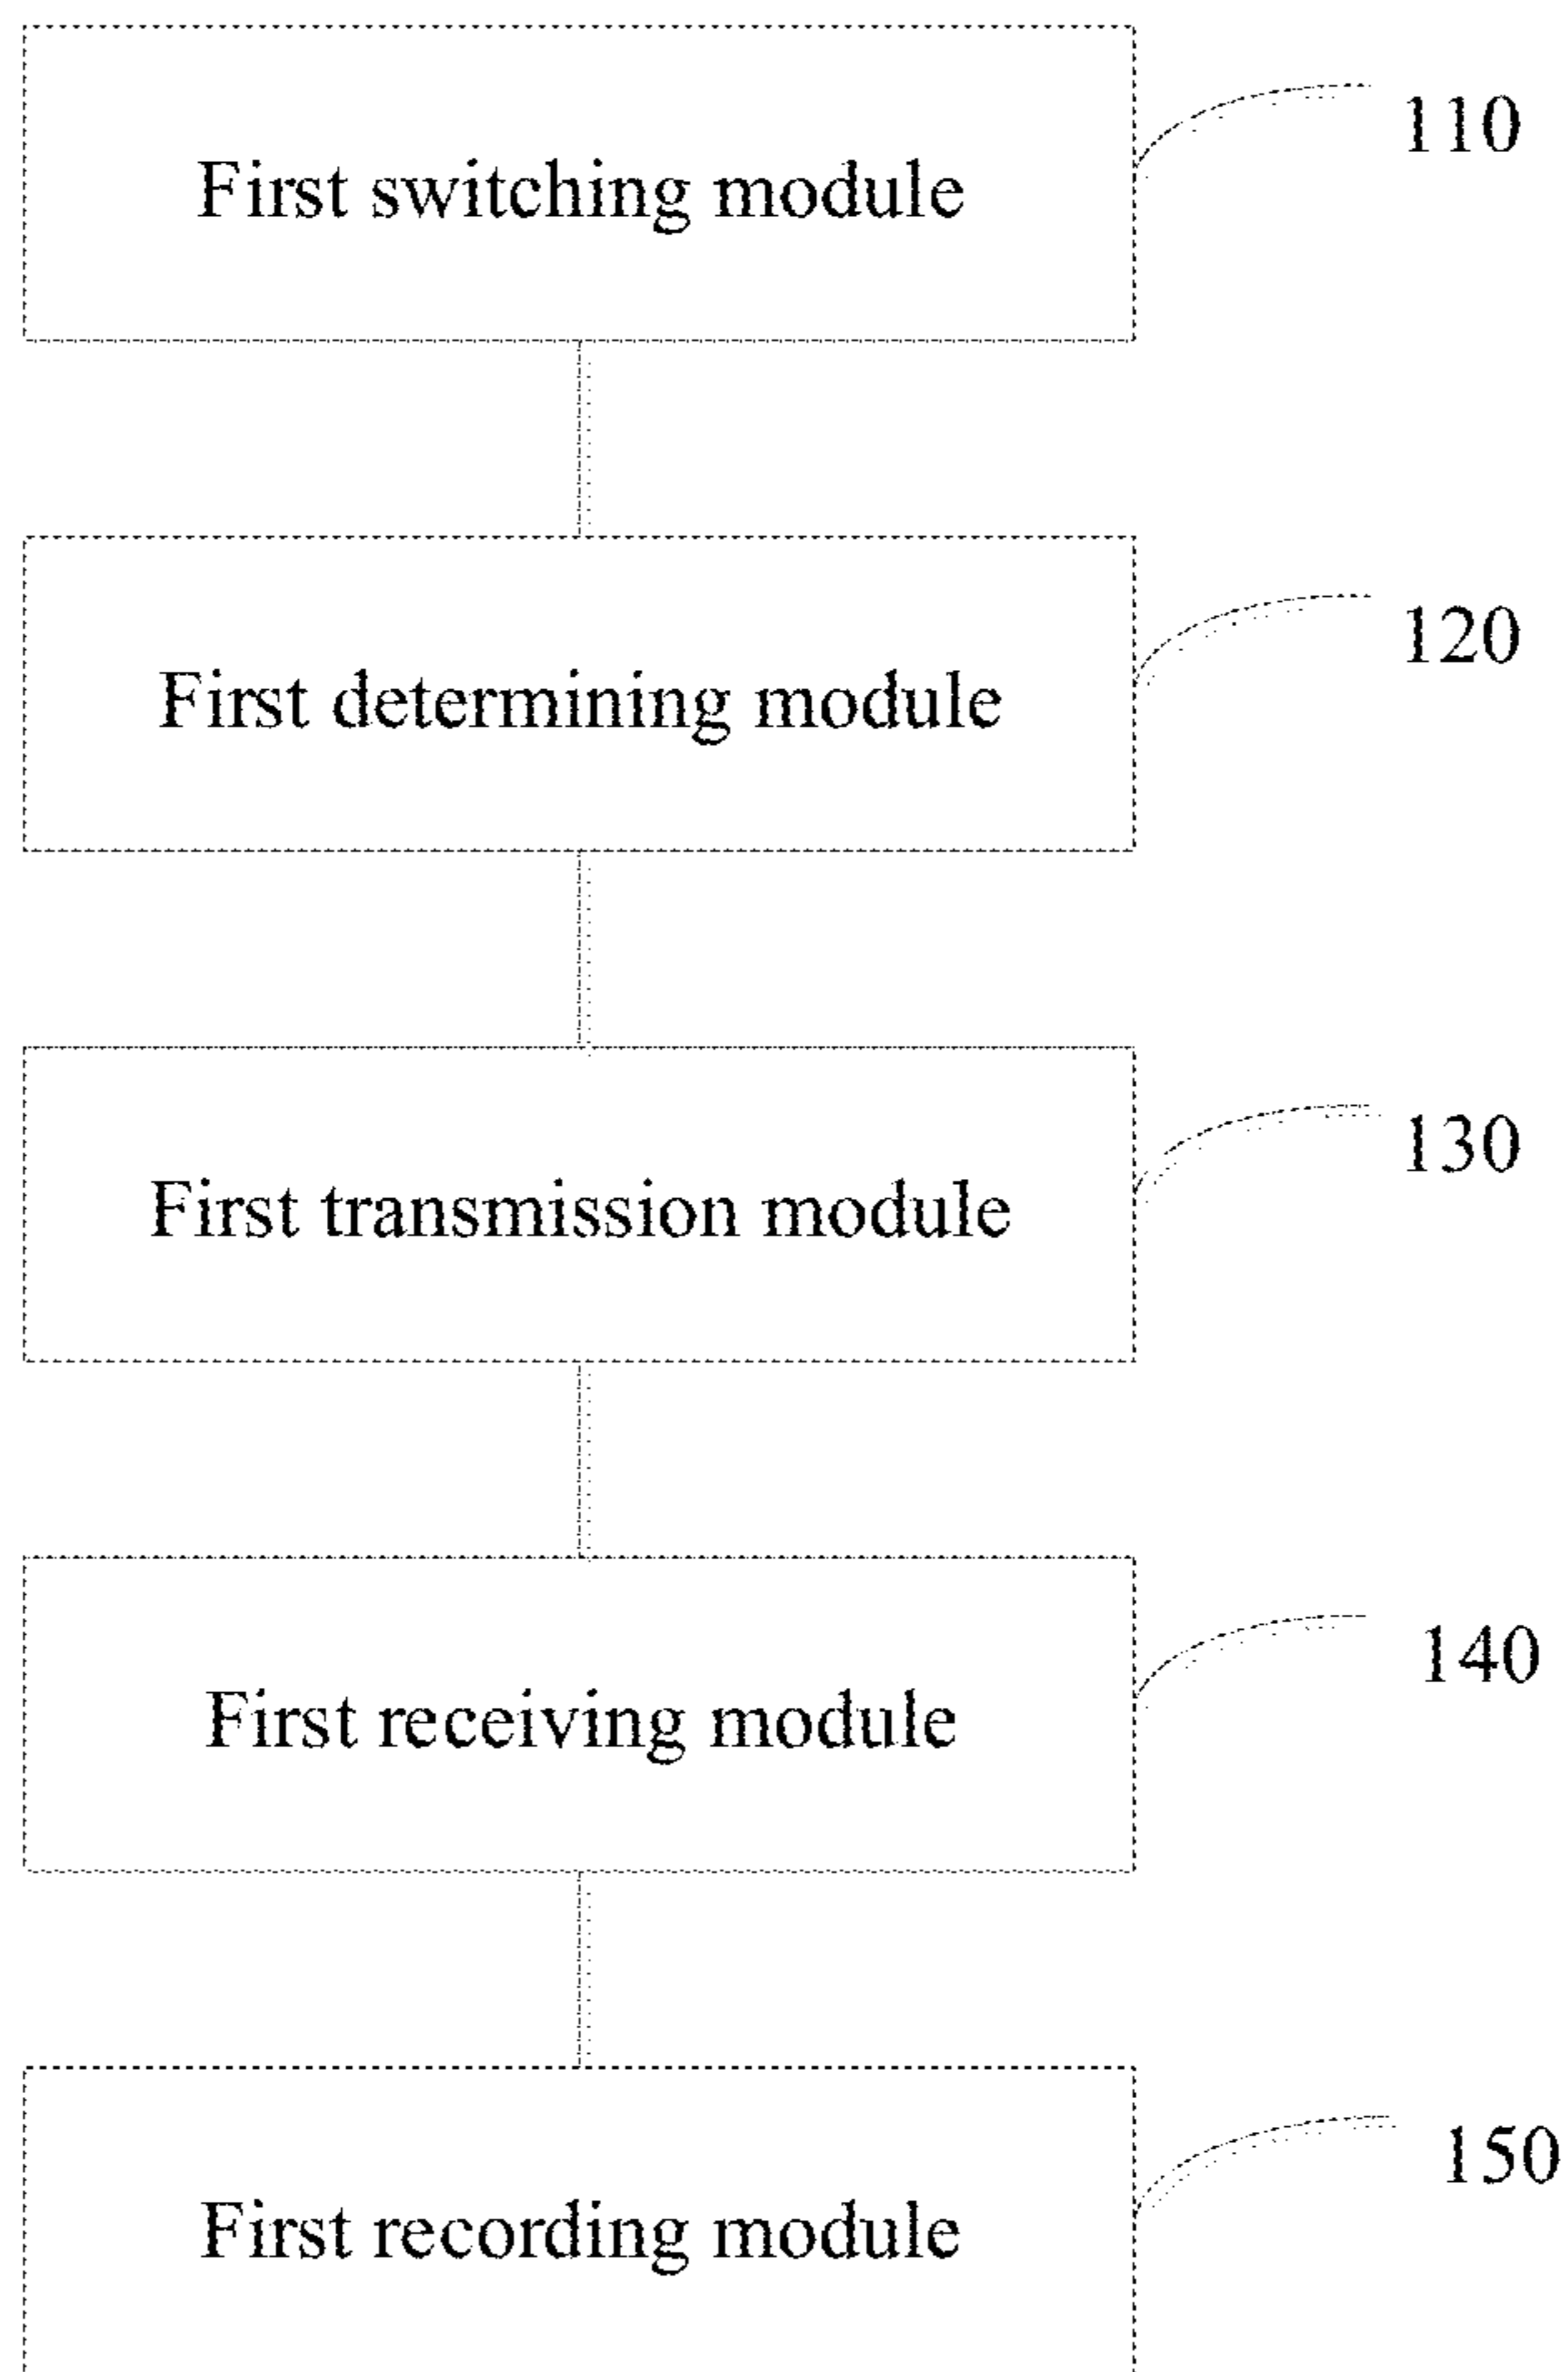 First switching module
110
First determining module
120
First transmission module
130
First receiving module
140
First recording module
150